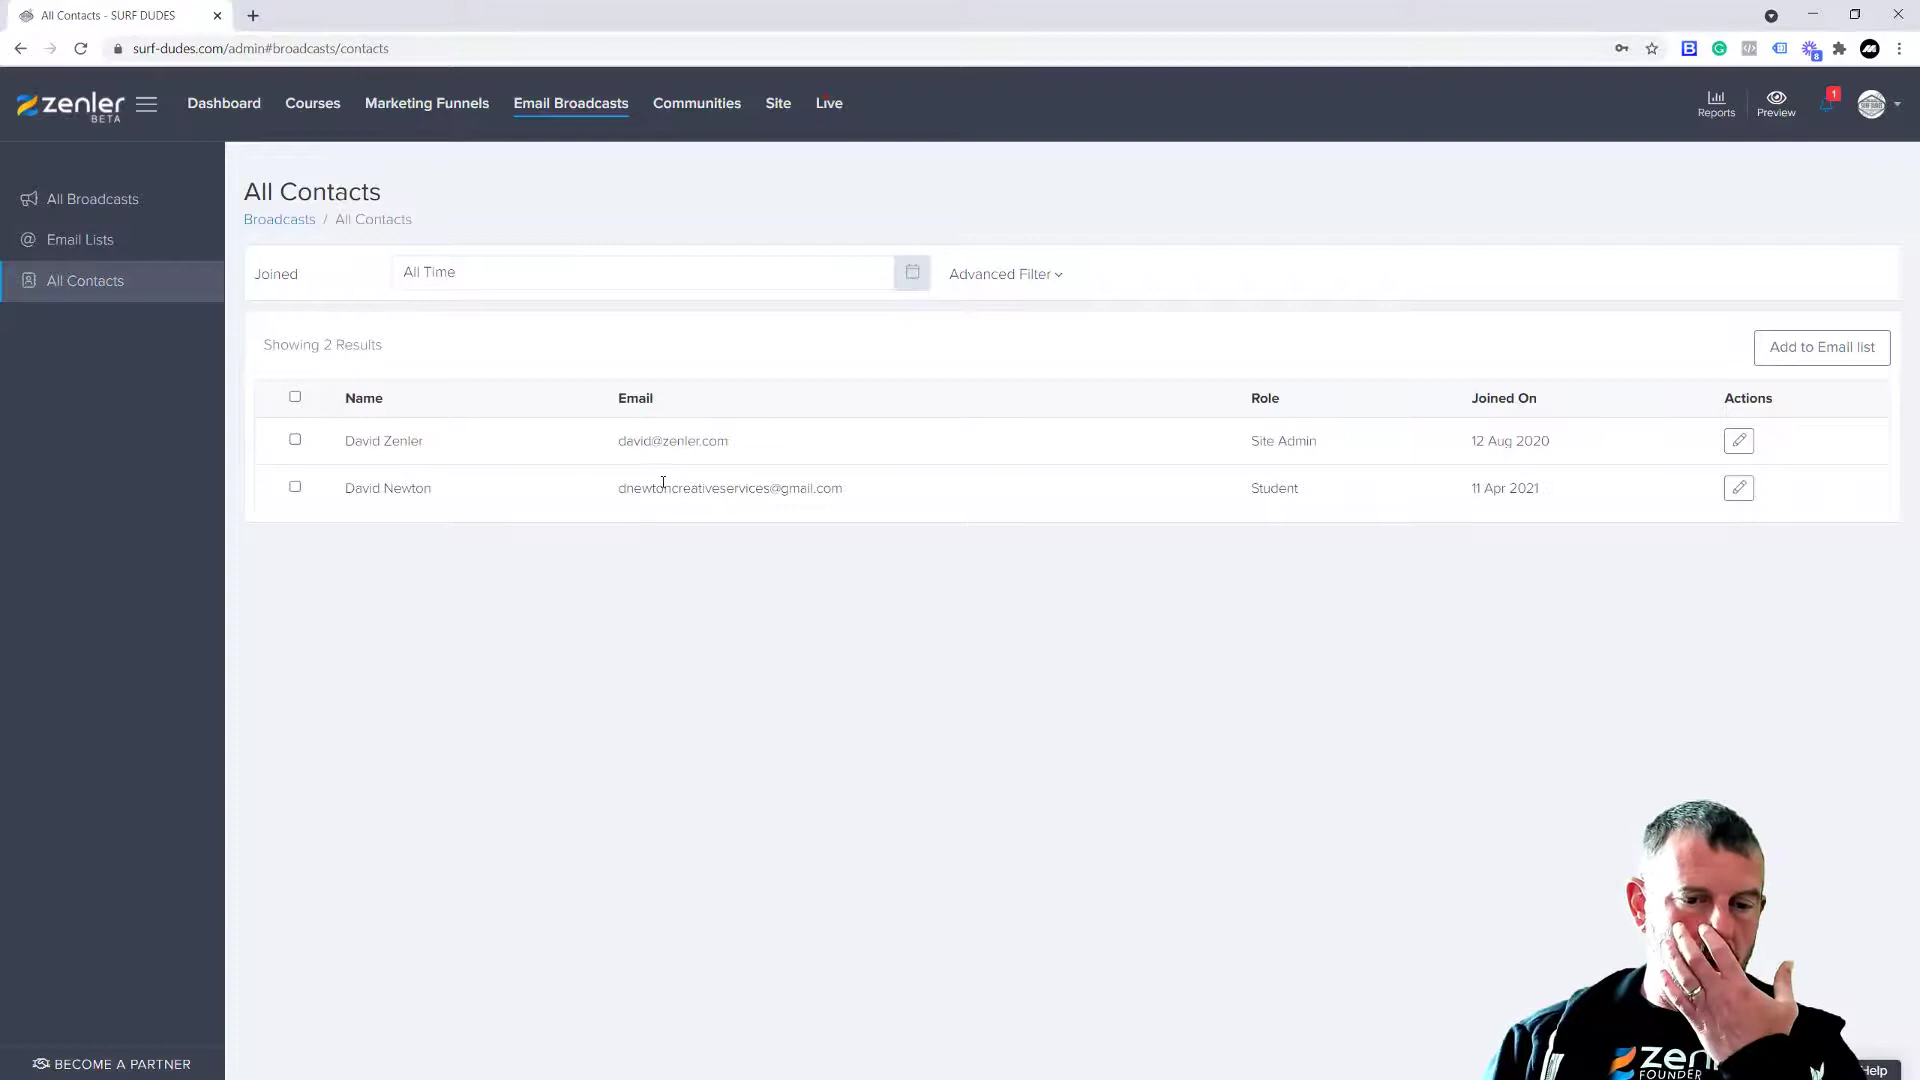 All Contacts - SURF DUDES
surf-dudes.com/admin#broadcasts/contacts
zenler BETA
Dashboard
Courses
Marketing Funnels
Email Broadcasts
Communities
Site
Live
Reports
Preview
1
All Broadcasts
Email Lists
All Contacts
All Contacts
Broadcasts / All Contacts
Joined
All Time
Advanced Filter
Showing 2 Results
Add to Email list
Name Email Role Joined On Actions
David Zenler david@zenler.com Site Admin 12 Aug 2020
David Newton dnewtoncreativeservices@gmail.com Student 11 Apr 2021
BECOME A PARTNER
FOUNDER
Help